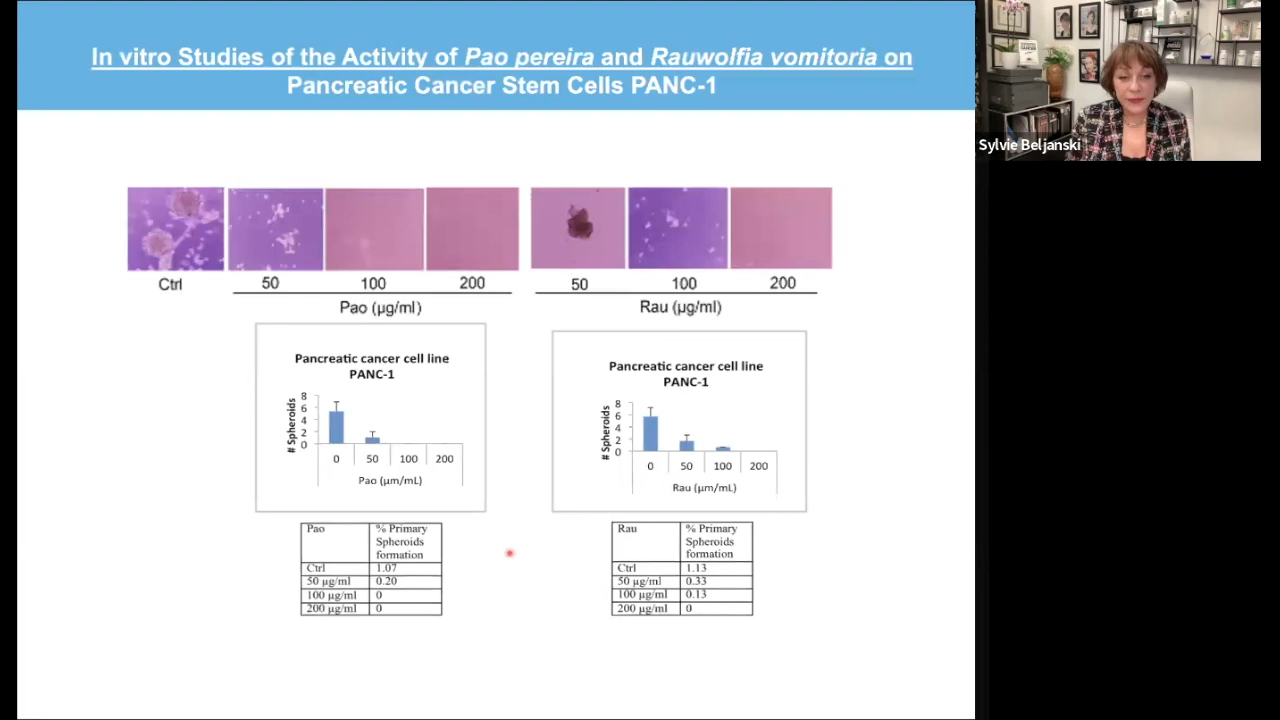 In vitro Studies of the Activity of Pao pereira and Rauwolfia vomitoria on
Pancreatic Cancer Stem Cells PANC-1
Sylvie Beljanski
Ctrl
50 100 200
Pao (µg/ml)
50 100 200
Rau (µg/ml)
Pancreatic cancer cell line
PANC-1
# Spheroids
8
6
4
2
0
0 50 100 200
Pao (µm/mL)
Pancreatic cancer cell line
PANC-1
# Spheroids
8
6
4
2
0
0 50 100 200
Rau (µm/mL)
Pao % Primary
Spheroids
formation
Ctrl 1.07
50 µg/ml 0.20
100 µg/ml 0
200 µg/ml 0
Rau % Primary
Spheroids
formation
Ctrl 1.13
50 µg/ml 0.33
100 µg/ml 0.13
200 µg/ml 0